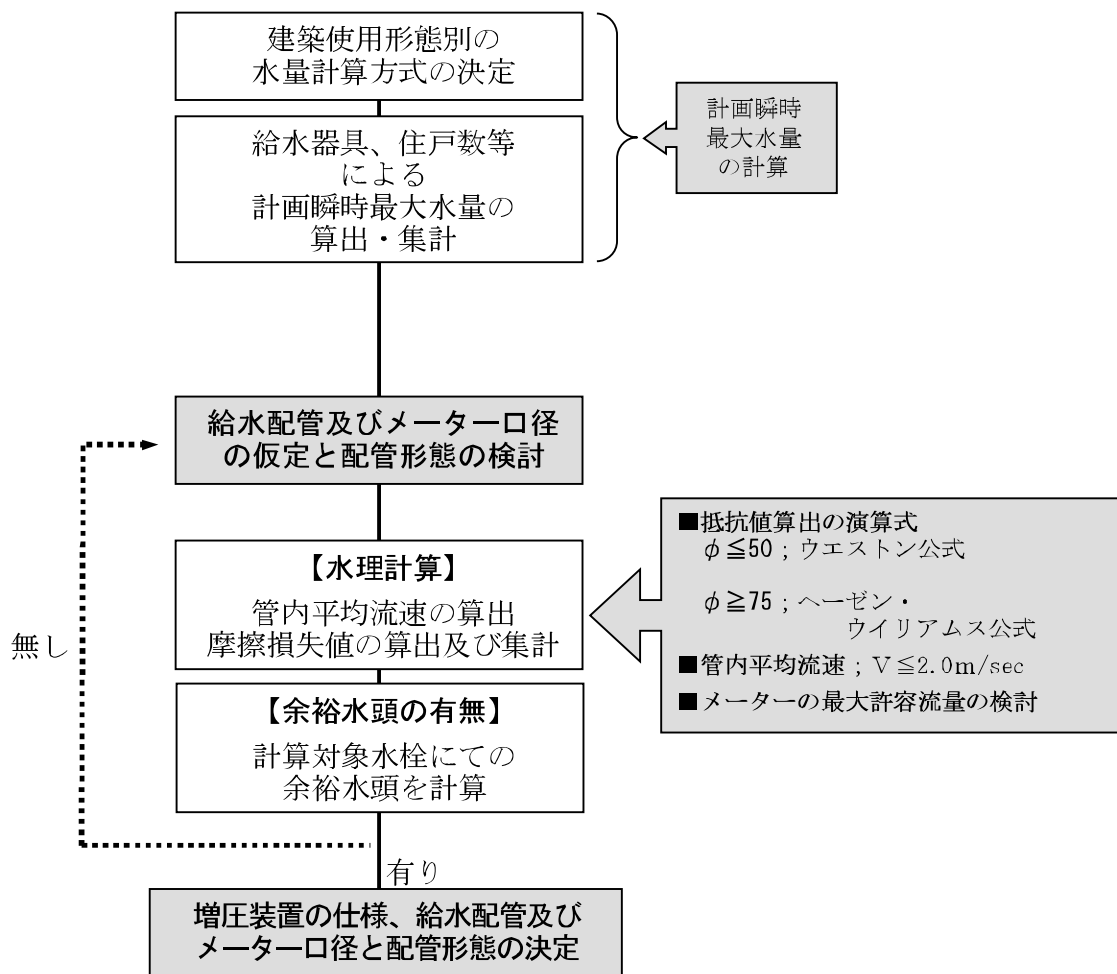 建築使用形態別の
水量計算方式の決定
計画瞬時
最大水量
の計算
給水器具、住戸数等
による
計画瞬時最大水量の
算出・集計
給水配管及びメーター口径
の仮定と配管形態の検討
【水理計算】
管内平均流速の算出
摩擦損失値の算出及び集計
■抵抗値算出の演算式
φ≦50；ウエストン公式
φ≧75；ヘーゼン・
ウイリアムス公式
■管内平均流速；V≦2.0m/sec
■メーターの最大許容流量の検討
無し
【余裕水頭の有無】
計算対象水栓にての
余裕水頭を計算
有り
増圧装置の仕様、給水配管及び
メーター口径と配管形態の決定